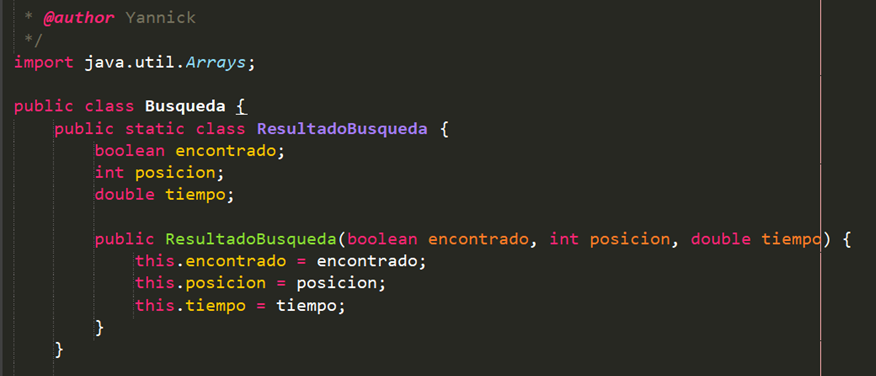 * @author Yannick
*/
import java.util.Arrays;
public class Busqueda {
public static class ResultadoBusqueda {
boolean encontrado;
int posicion;
double tiempo;
public ResultadoBusqueda(boolean encontrado, int posicion, double tiempo) {
this.encontrado = encontrado;
this.posicion = posicion;
this.tiempo = tiempo;
}
}